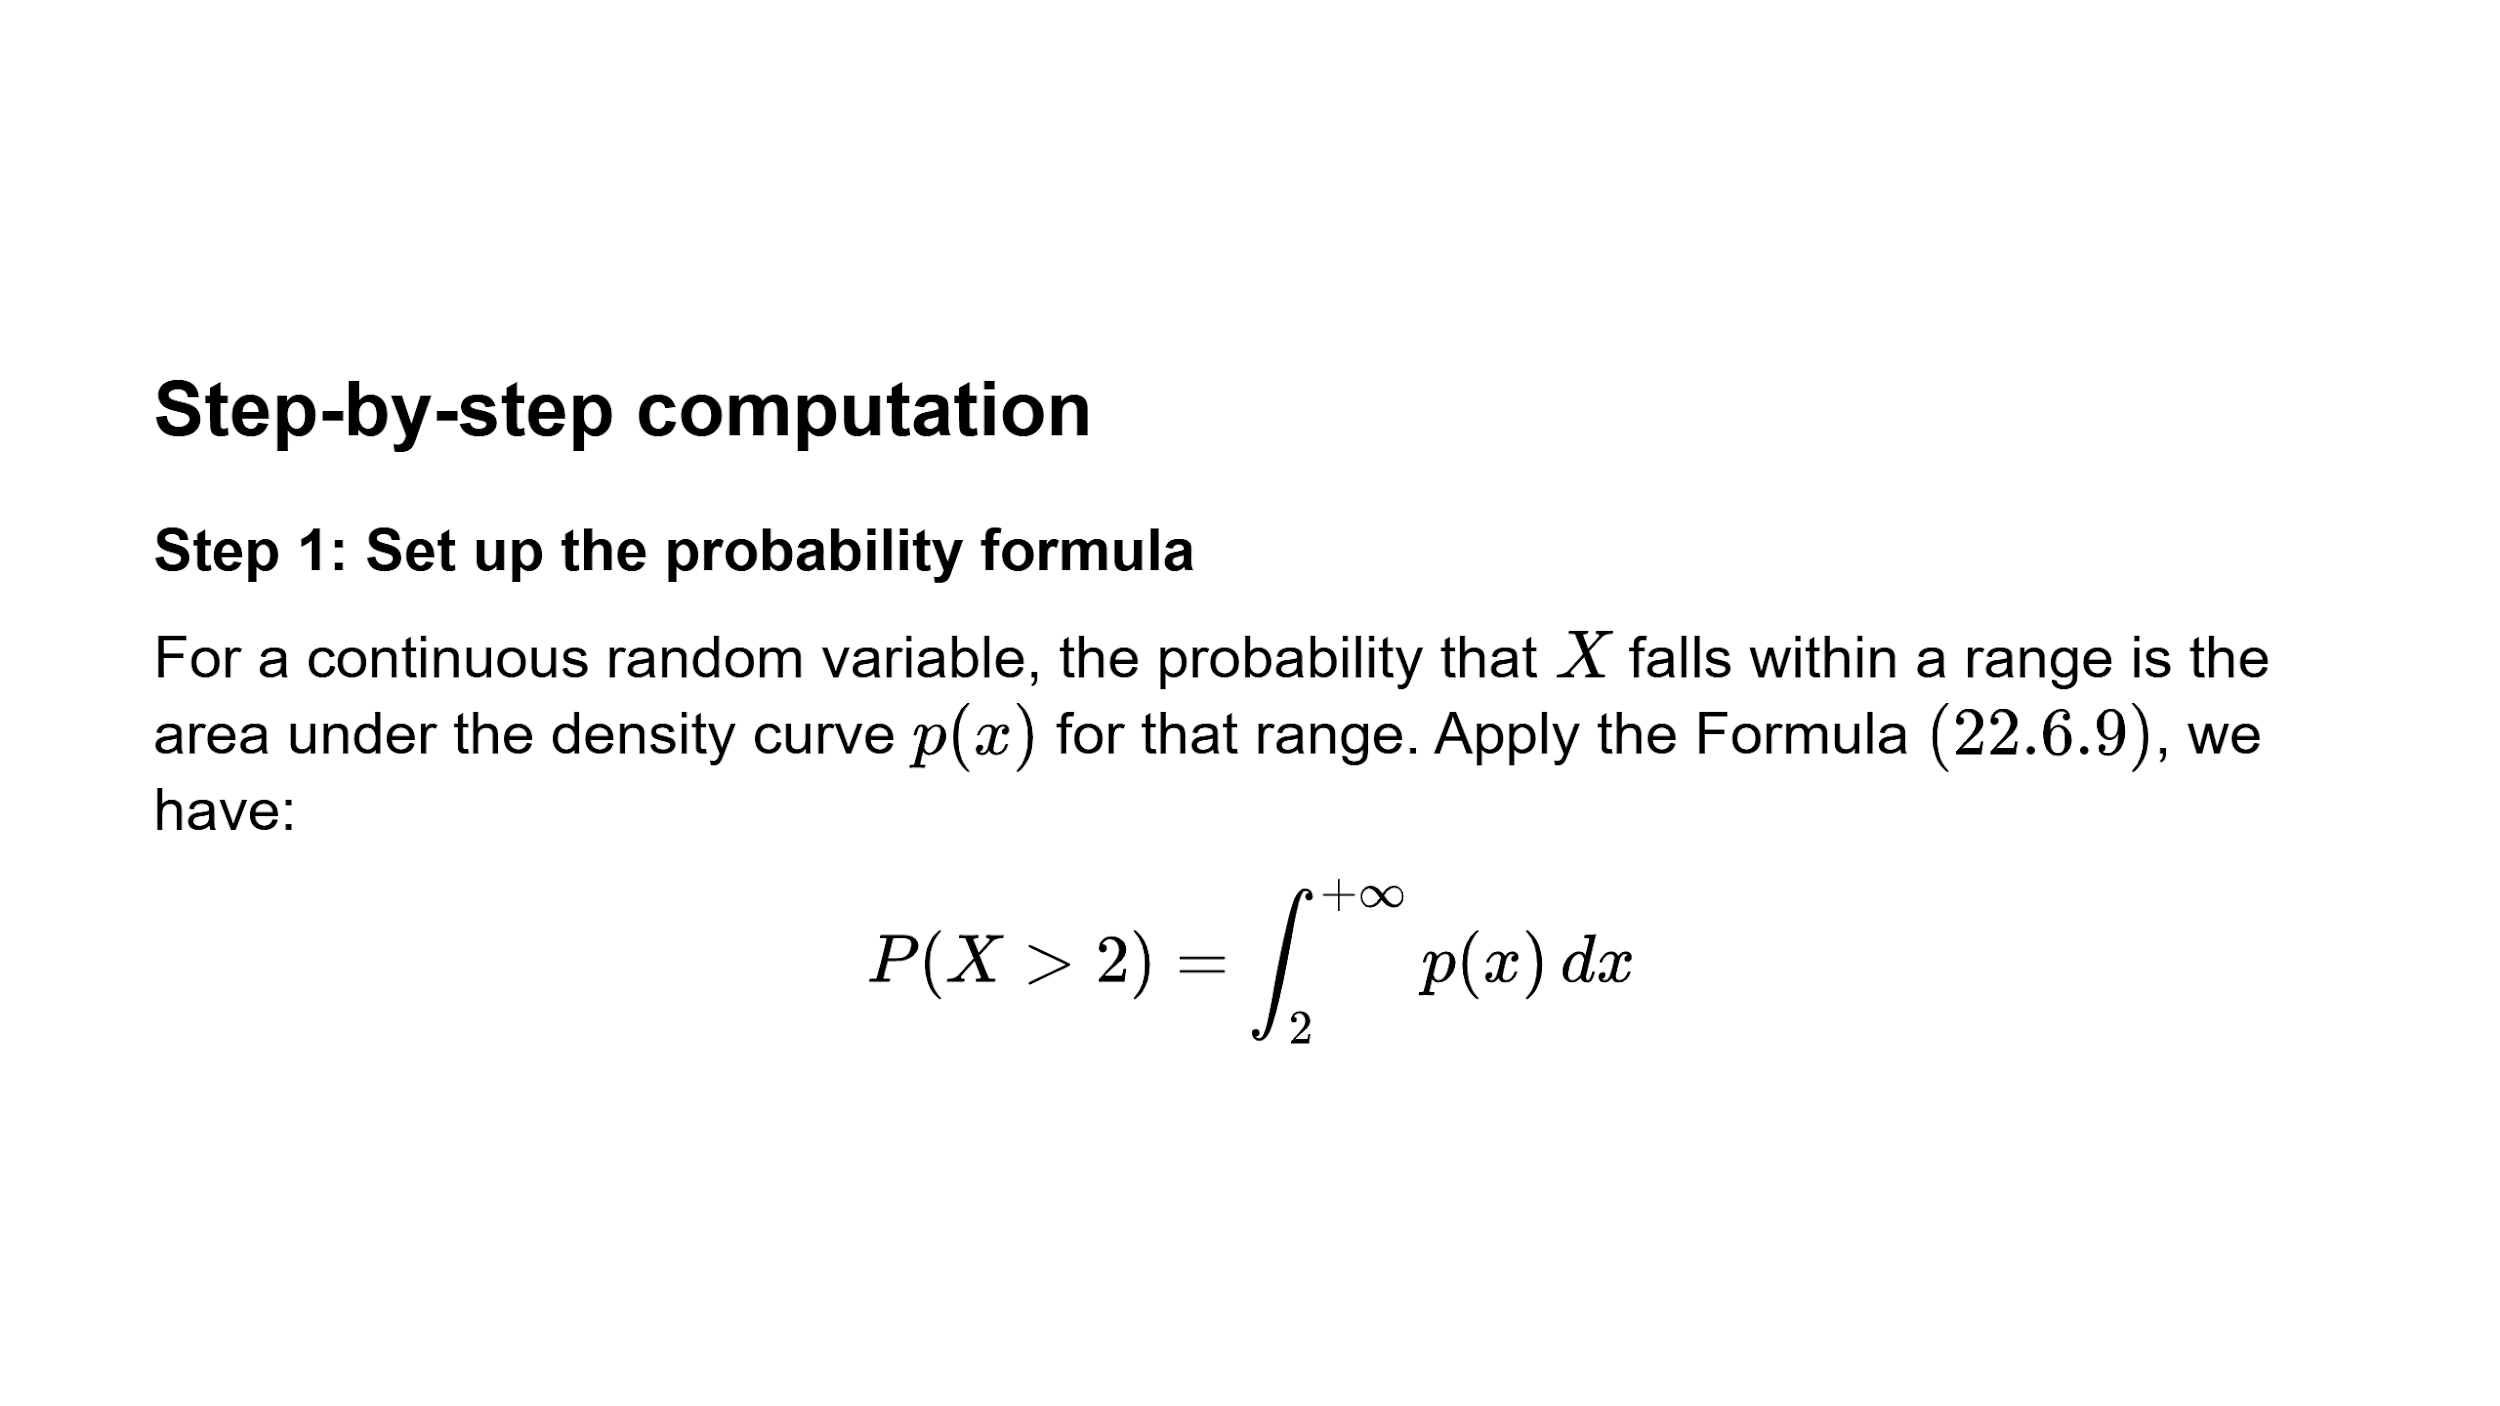 Step-by-step computation
Step 1: Set up the probability formula
For a continuous random variable, the probability that X falls within a range is the
area under the density curve p(x) for that range. Apply the Formula (22.6.9), we
have:
P(X > 2) = ∫_2^{+∞} p(x) dx